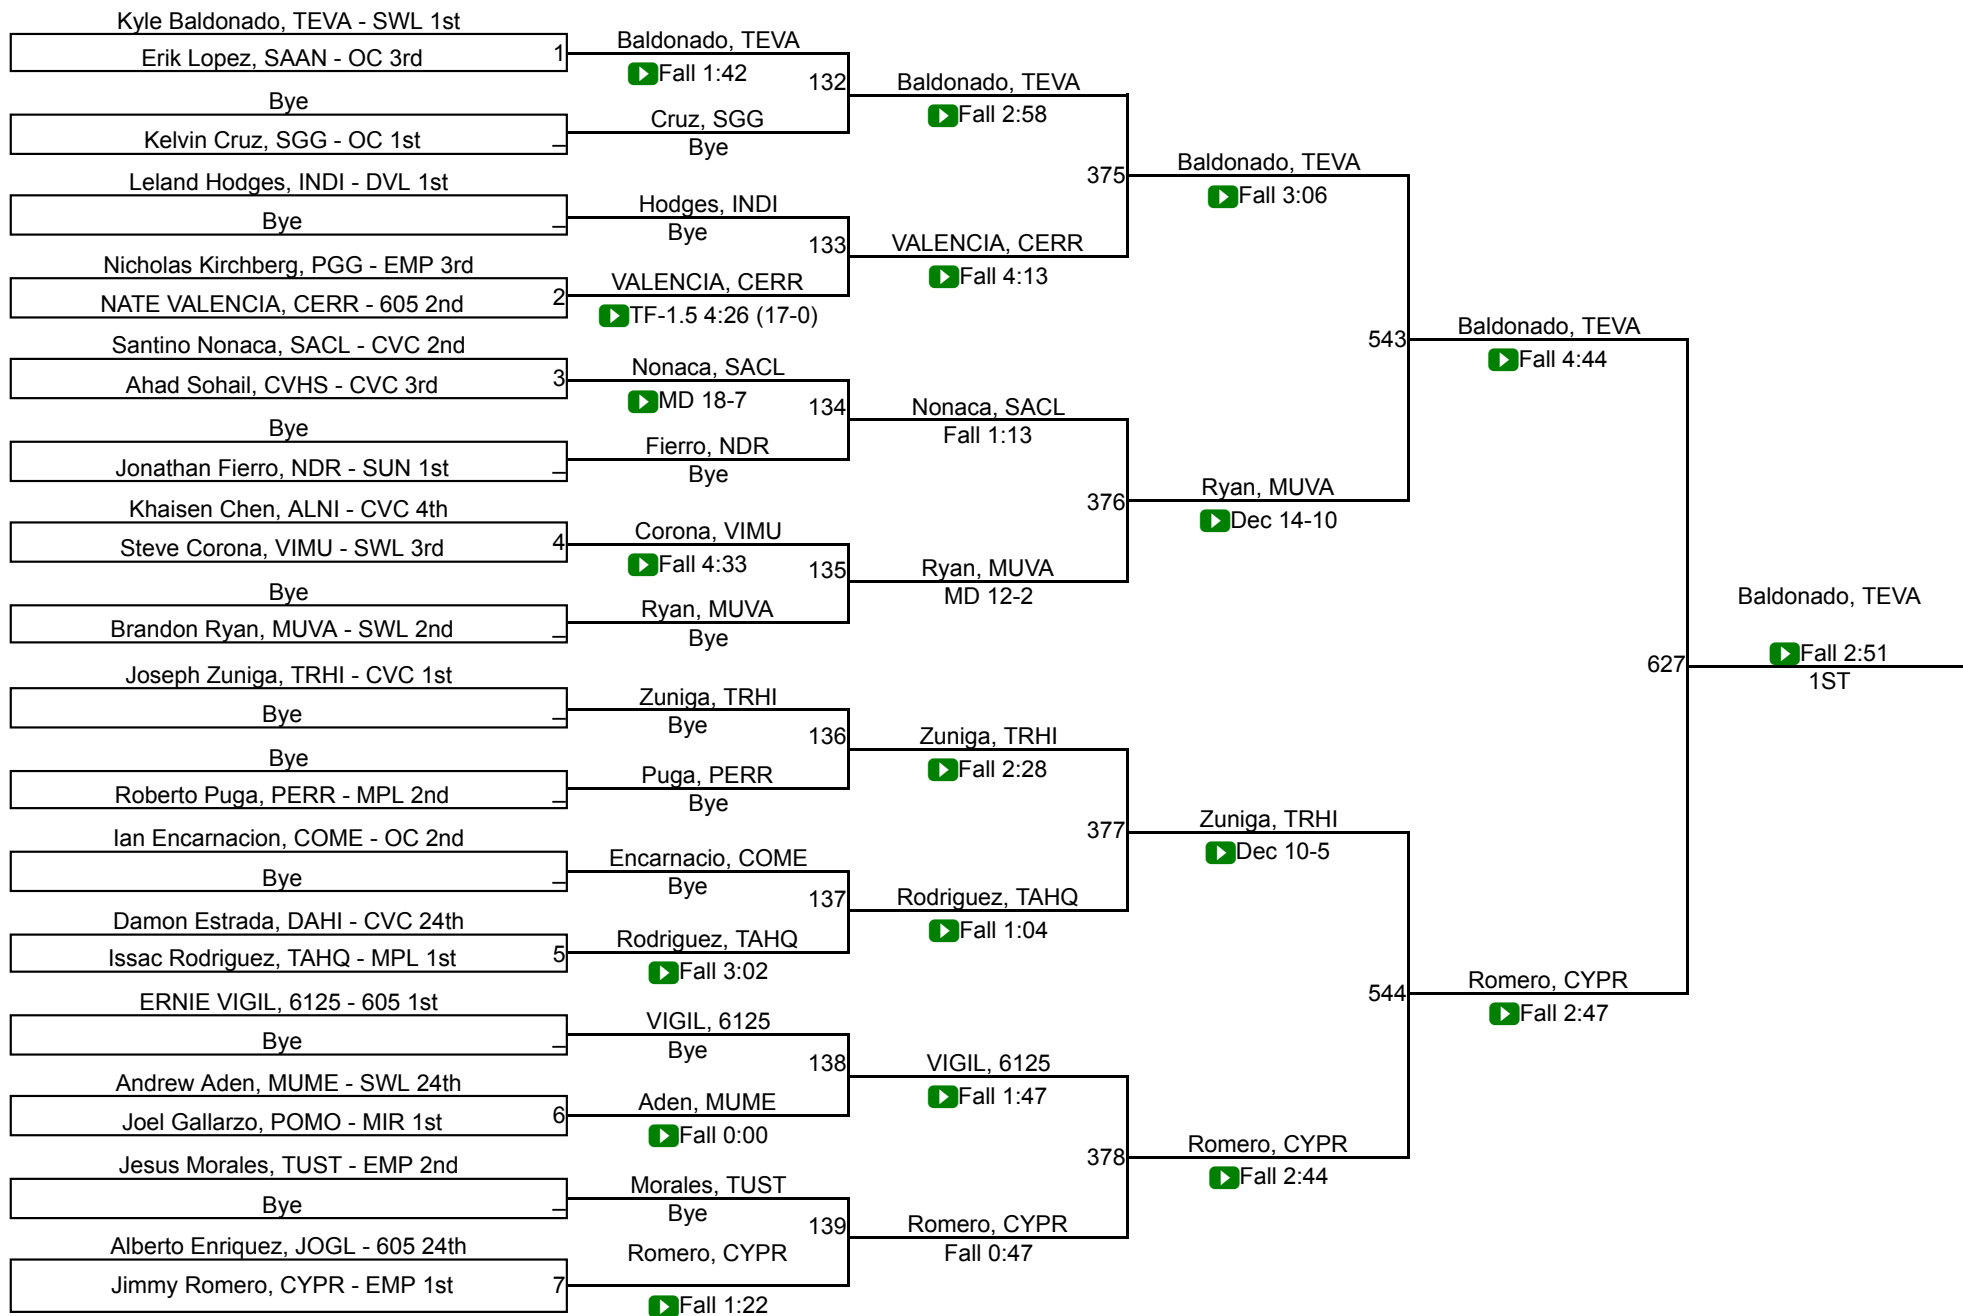 Kyle Baldonado, TEVA - SWL 1st
Erik Lopez, SAAN - OC 3rd
1
Bye
Kelvin Cruz, SGG - OC 1st
_
Leland Hodges, INDI - DVL 1st
Bye
_
Nicholas Kirchberg, PGG - EMP 3rd
NATE VALENCIA, CERR - 605 2nd
2
Santino Nonaca, SACL - CVC 2nd
Ahad Sohail, CVHS - CVC 3rd
3
Bye
Jonathan Fierro, NDR - SUN 1st
_
Khaisen Chen, ALNI - CVC 4th
Steve Corona, VIMU - SWL 3rd
4
Bye
Brandon Ryan, MUVA - SWL 2nd
_
Joseph Zuniga, TRHI - CVC 1st
Bye
_
Bye
Roberto Puga, PERR - MPL 2nd
_
Ian Encarnacion, COME - OC 2nd
Bye
_
Damon Estrada, DAHI - CVC 24th
Issac Rodriguez, TAHQ - MPL 1st
5
ERNIE VIGIL, 6125 - 605 1st
Bye
_
Andrew Aden, MUME - SWL 24th
Joel Gallarzo, POMO - MIR 1st
6
Jesus Morales, TUST - EMP 2nd
Bye
_
Alberto Enriquez, JOGL - 605 24th
Jimmy Romero, CYPR - EMP 1st
7
Baldonado, TEVA
Fall 1:42
132
Cruz, SGG
Bye
Hodges, INDI
Bye
133
VALENCIA, CERR
TF-1.5 4:26 (17-0)
Nonaca, SACL
MD 18-7
134
Fierro, NDR
Bye
Corona, VIMU
Fall 4:33
135
Ryan, MUVA
Bye
Zuniga, TRHI
Bye
136
Puga, PERR
Bye
Encarnacio, COME
Bye
137
Rodriguez, TAHQ
Fall 3:02
VIGIL, 6125
Bye
138
Aden, MUME
Fall 0:00
Morales, TUST
Bye
139
Romero, CYPR
Fall 1:22
Baldonado, TEVA
Fall 2:58
375
VALENCIA, CERR
Fall 4:13
Nonaca, SACL
Fall 1:13
376
Ryan, MUVA
MD 12-2
Zuniga, TRHI
Fall 2:28
377
Rodriguez, TAHQ
Fall 1:04
VIGIL, 6125
Fall 1:47
378
Romero, CYPR
Fall 0:47
Baldonado, TEVA
Fall 3:06
543
Ryan, MUVA
Dec 14-10
Zuniga, TRHI
Dec 10-5
544
Romero, CYPR
Fall 2:44
Baldonado, TEVA
Fall 4:44
627
Romero, CYPR
Fall 2:47
Baldonado, TEVA
Fall 2:51
1ST